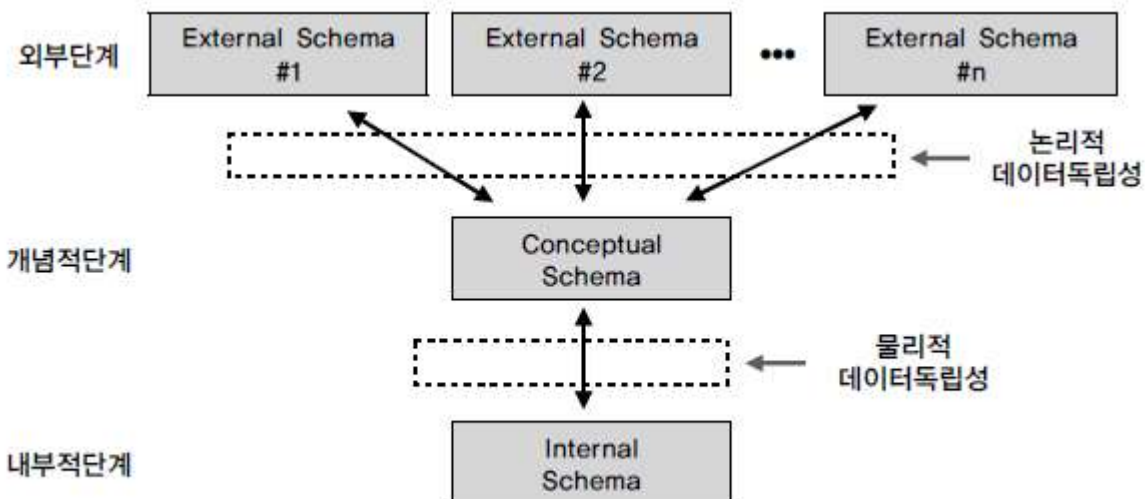 외부단계
External Schema
#1
External Schema
#2
•••
External Schema
#n
논리적
데이터독립성
개념적단계
Conceptual
Schema
물리적
데이터독립성
내부적단계
Internal
Schema